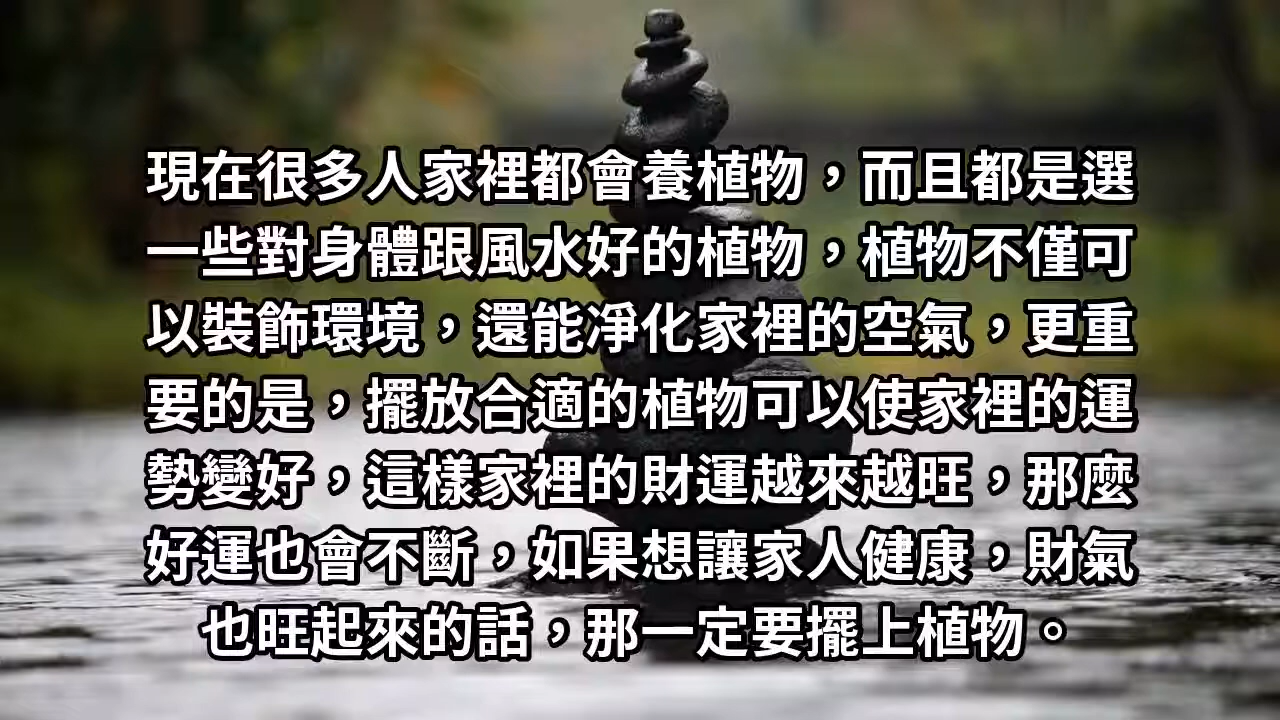 現在很多人家裡都會養植物，而且都是選
一些對身體跟風水好的植物，植物不僅可
以裝飾環境，還能凈化家裡的空氣，更重
要的是，擺放合適的植物可以使家裡的運
勢變好，這樣家裡的財運越來越旺，那麼
好運也會不斷，如果想讓家人健康，財氣
也旺起來的話，那一定要擺上植物。